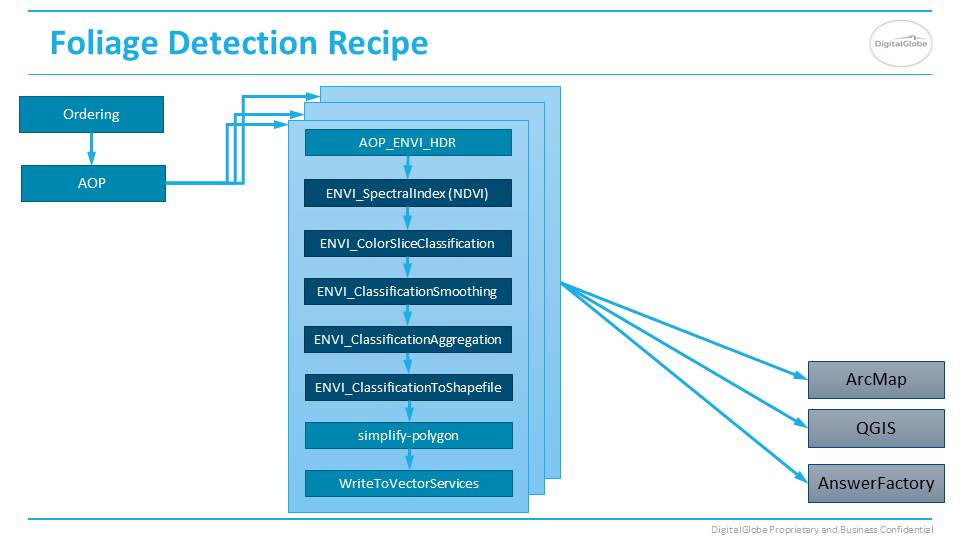 Foliage Detection Recipe
DigitalGlobe
Ordering
AOP
AOP_ENVI_HDR
ENVI_SpectralIndex (NDVI)
ENVI_ColorSliceClassification
ENVI_ClassificationSmoothing
ENVI_ClassificationAggregation
ENVI_ClassificationToShapefile
simplify-polygon
WriteToVectorServices
ArcMap
QGIS
AnswerFactory
DigitalGlobe Proprietary and Business Confidential